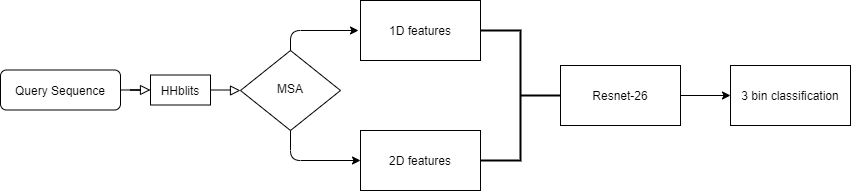 Query Sequence
HHblits
MSA
1D features
2D features
Resnet-26
3 bin classification